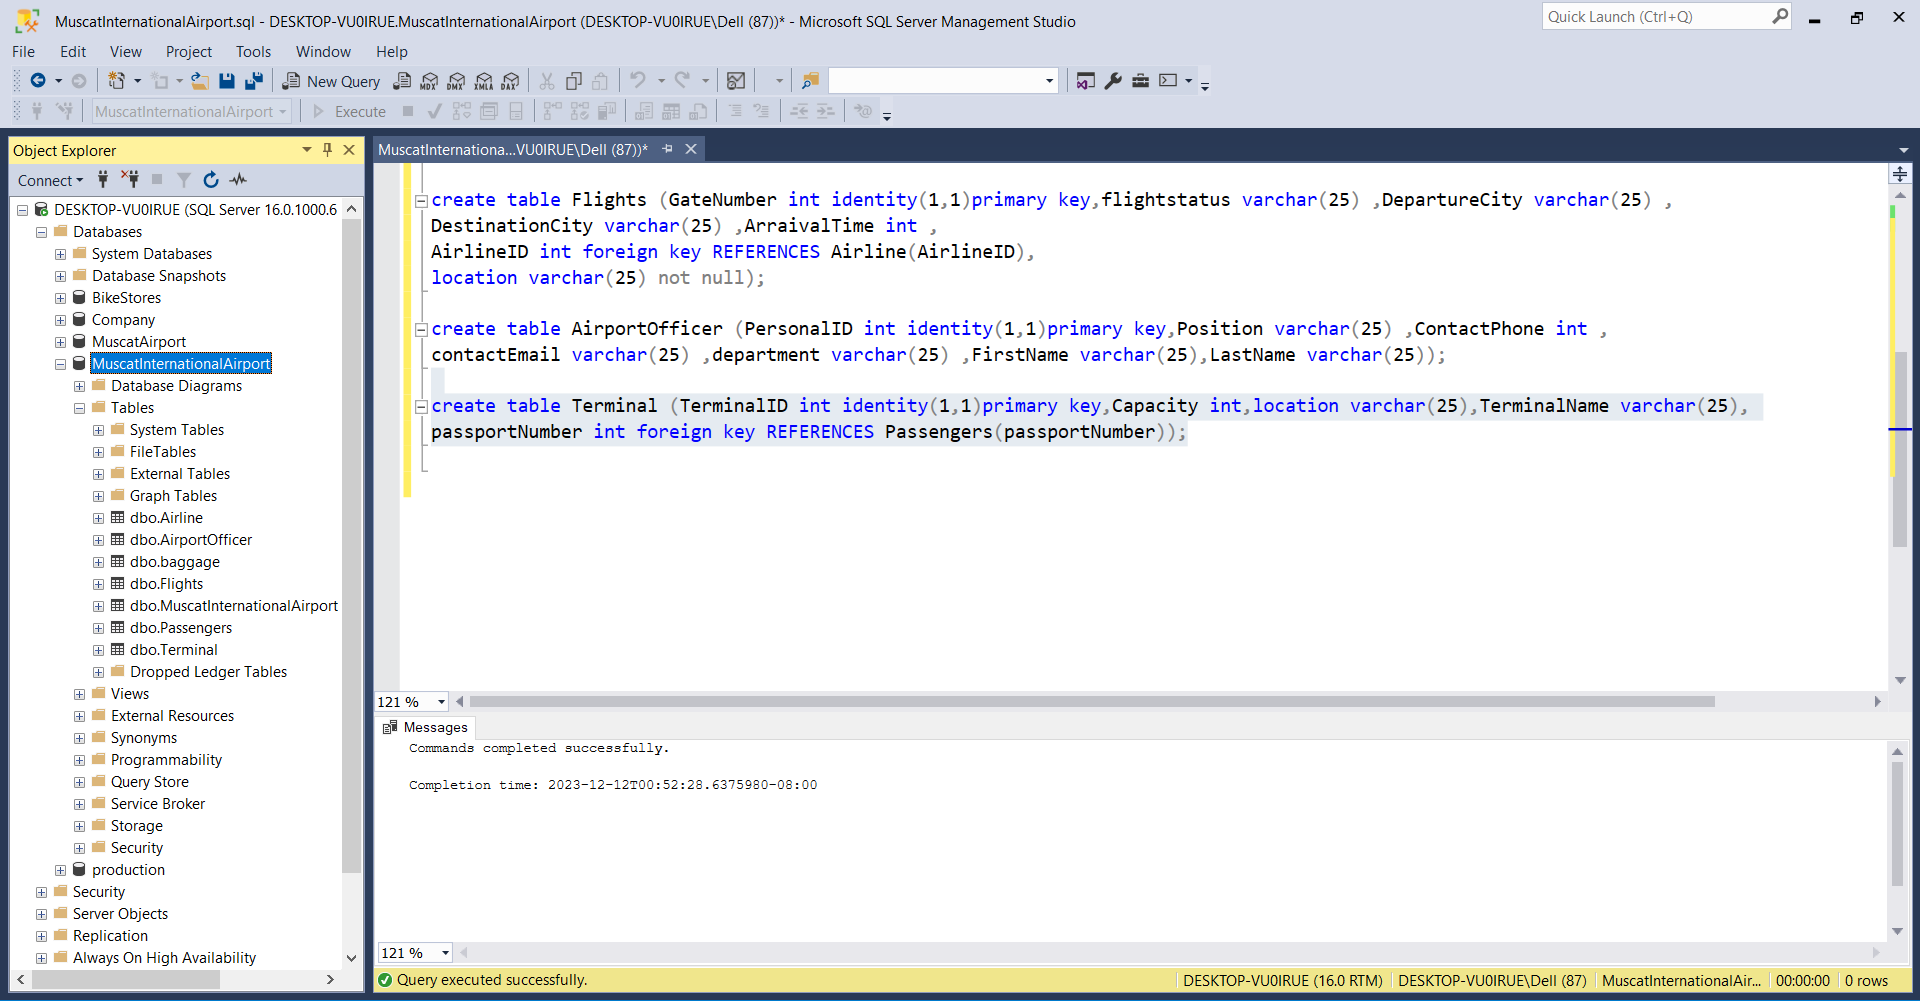 MuscatInternationalAirport.sql - DESKTOP-VU0IRUE.MuscatInternationalAirport (DESKTOP-VU0IRUE\Dell (87))* - Microsoft SQL Server Management Studio
Quick Launch (Ctrl+Q)
File Edit View Project Tools Window Help
New Query MDX DMX XMLA DAX
MuscatInternationalAirport Execute
Object Explorer
Connect
DESKTOP-VU0IRUE (SQL Server 16.0.1000.6
Databases
System Databases
Database Snapshots
BikeStores
Company
MuscatAirport
MuscatInternationalAirport
Database Diagrams
Tables
System Tables
FileTables
External Tables
Graph Tables
dbo.Airline
dbo.AirportOfficer
dbo.baggage
dbo.Flights
dbo.MuscatInternationalAirport
dbo.Passengers
dbo.Terminal
Dropped Ledger Tables
Views
External Resources
Synonyms
Programmability
Query Store
Service Broker
Storage
Security
production
Security
Server Objects
Replication
Always On High Availability
MuscatInternationa...VU0IRUE\Dell (87))*
create table Flights (GateNumber int identity(1,1)primary key,flightstatus varchar(25) ,DepartureCity varchar(25) ,
DestinationCity varchar(25) ,ArraivalTime int ,
AirlineID int foreign key REFERENCES Airline(AirlineID),
location varchar(25) not null);
create table AirportOfficer (PersonalID int identity(1,1)primary key,Position varchar(25) ,ContactPhone int ,
contactEmail varchar(25) ,department varchar(25) ,FirstName varchar(25),LastName varchar(25));
create table Terminal (TerminalID int identity(1,1)primary key,Capacity int,location varchar(25),TerminalName varchar(25),
passportNumber int foreign key REFERENCES Passengers(passportNumber));
121 %
Messages
Commands completed successfully.
Completion time: 2023-12-12T00:52:28.6375980-08:00
121 %
Query executed successfully.
DESKTOP-VU0IRUE (16.0 RTM) DESKTOP-VU0IRUE\Dell (87) MuscatInternationalAir... 00:00:00 0 rows